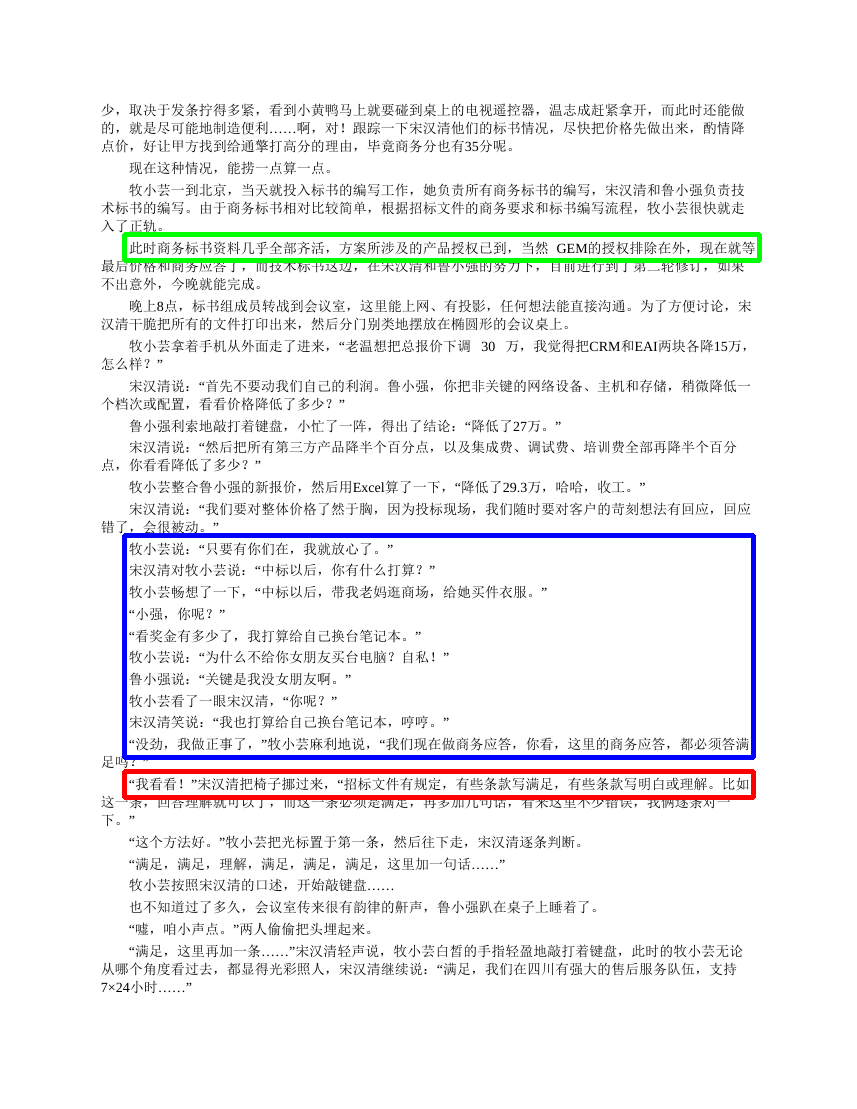 少，取决于发条拧得多紧，看到小黄鸭马上就要碰到桌上的电视遥控器，温志成赶紧拿开，而此时还能做
的，就是尽可能地制造便利……啊，对！跟踪一下宋汉清他们的标书情况，尽快把价格先做出来，酌情降
点价，好让甲方找到给通擎打高分的理由，毕竟商务分也有35分呢。
现在这种情况，能捞一点算一点。
牧小芸一到北京，当天就投入标书的编写工作，她负责所有商务标书的编写，宋汉清和鲁小强负责技
术标书的编写。由于商务标书相对比较简单，根据招标文件的商务要求和标书编写流程，牧小芸很快就走
入了正轨。
此时商务标书资料几乎全部齐活，方案所涉及的产品授权已到，当然 GEM的授权排除在外，现在就等
最后价格和商务应答了，而技术标书这边，在宋汉清和鲁小强的努力下，目前进行到了第二轮修订，如果
不出意外，今晚就能完成。
晚上8点，标书组成员转战到会议室，这里能上网、有投影，任何想法能直接沟通。为了方便讨论，宋
汉清干脆把所有的文件打印出来，然后分门别类地摆放在椭圆形的会议桌上。
牧小芸拿着手机从外面走了进来，“老温想把总报价下调 30 万，我觉得把CRM和EAI两块各降15万，
怎么样？”
宋汉清说：“首先不要动我们自己的利润。鲁小强，你把非关键的网络设备、主机和存储，稍微降低一
个档次或配置，看看价格降低了多少？”
鲁小强利索地敲打着键盘，小忙了一阵，得出了结论：“降低了27万。”
宋汉清说：“然后把所有第三方产品降半个百分点，以及集成费、调试费、培训费全部再降半个百分
点，你看看降低了多少？”
牧小芸整合鲁小强的新报价，然后用Excel算了一下，“降低了29.3万，哈哈，收工。”
宋汉清说：“我们要对整体价格了然于胸，因为投标现场，我们随时要对客户的苛刻想法有回应，回应
错了，会很被动。”
牧小芸说：“只要有你们在，我就放心了。”
宋汉清对牧小芸说：“中标以后，你有什么打算？”
牧小芸畅想了一下，“中标以后，带我老妈逛商场，给她买件衣服。”
“小强，你呢？”
“看奖金有多少了，我打算给自己换台笔记本。”
牧小芸说：“为什么不给你女朋友买台电脑？自私！”
鲁小强说：“关键是我没女朋友啊。”
牧小芸看了一眼宋汉清，“你呢？”
宋汉清笑说：“我也打算给自己换台笔记本，哼哼。”
“没劲，我做正事了，”牧小芸麻利地说，“我们现在做商务应答，你看，这里的商务应答，都必须答满
足吗？”
“我看看！”宋汉清把椅子挪过来，“招标文件有规定，有些条款写满足，有些条款写明白或理解。比如
这一条，回答理解就可以了，而这一条必须是满足，再多加几句话，看来这里不少错误，我俩逐条对一
下。”
“这个方法好。”牧小芸把光标置于第一条，然后往下走，宋汉清逐条判断。
“满足，满足，理解，满足，满足，满足，这里加一句话……”
牧小芸按照宋汉清的口述，开始敲键盘……
也不知道过了多久，会议室传来很有韵律的鼾声，鲁小强趴在桌子上睡着了。
“嘘，咱小声点。”两人偷偷把头埋起来。
“满足，这里再加一条……”宋汉清轻声说，牧小芸白皙的手指轻盈地敲打着键盘，此时的牧小芸无论
从哪个角度看过去，都显得光彩照人，宋汉清继续说：“满足，我们在四川有强大的售后服务队伍，支持
7×24小时……”